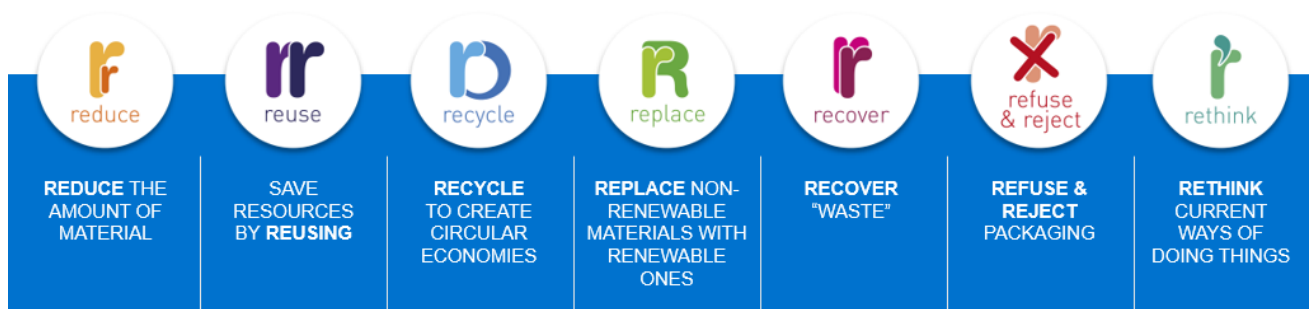 reduce
reuse
recycle
replace
recover
refuse
& reject
rethink
REDUCE THE
AMOUNT OF
MATERIAL
SAVE
RESOURCES
BY REUSING
RECYCLE
TO CREATE
CIRCULAR
ECONOMIES
REPLACE NON-
RENEWABLE
MATERIALS WITH
RENEWABLE
ONES
RECOVER
“WASTE”
REFUSE &
REJECT
PACKAGING
RETHINK
CURRENT
WAYS OF
DOING THINGS